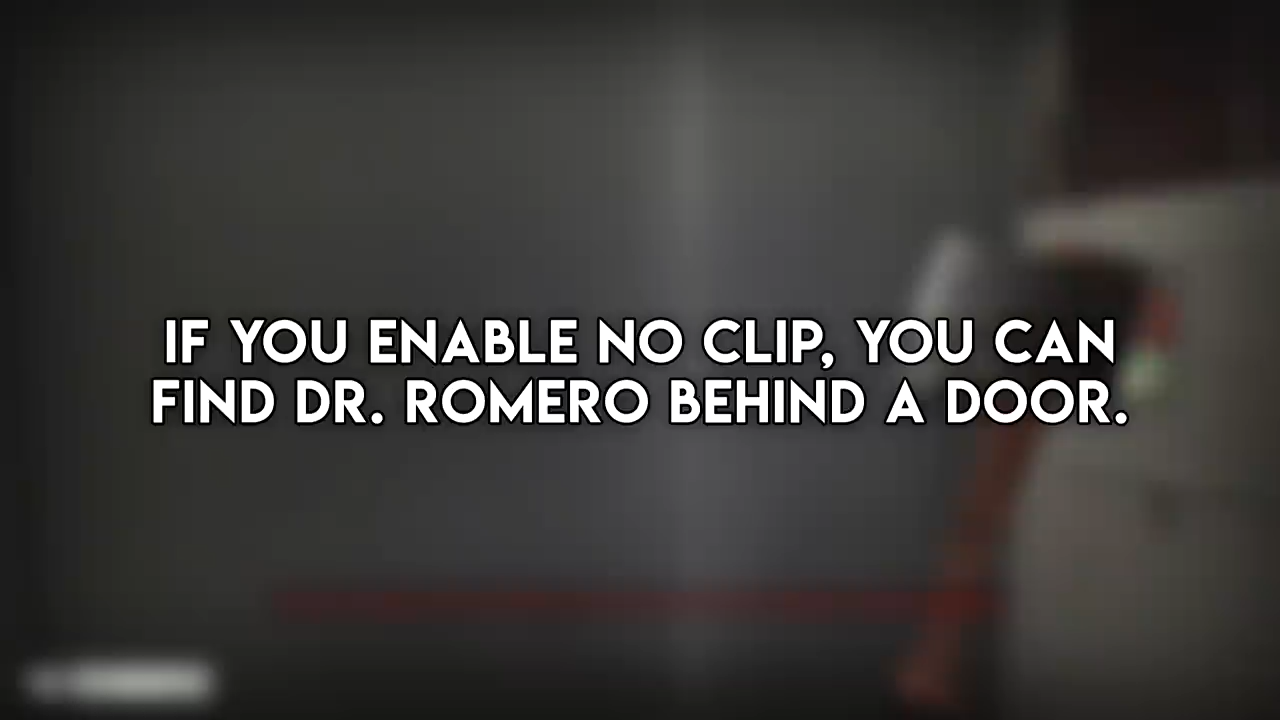 IF YOU ENABLE NO CLIP, YOU CAN
FIND DR. ROMERO BEHIND A DOOR.